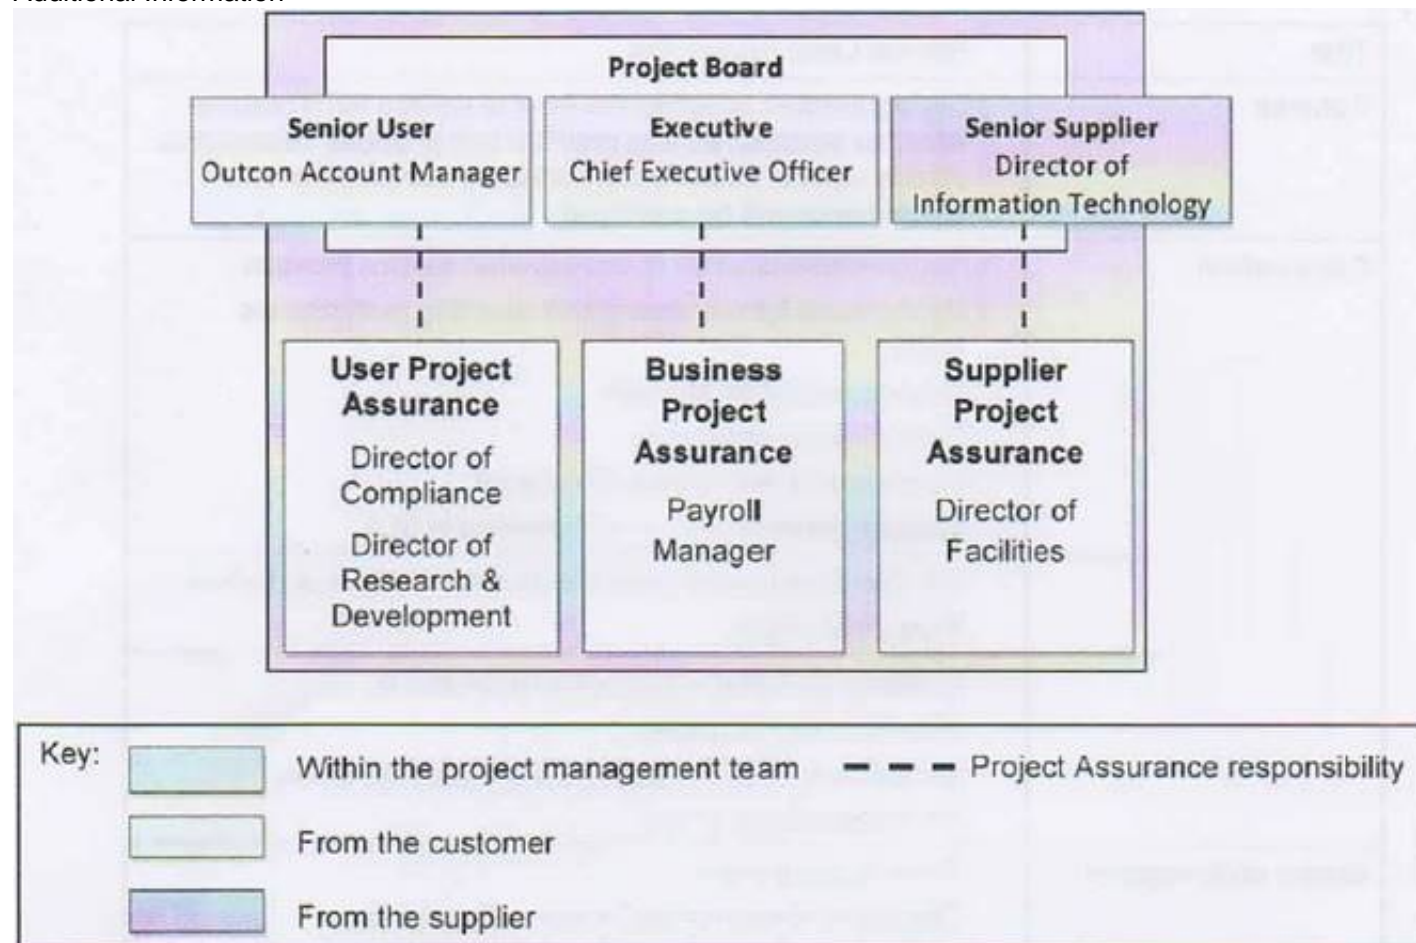 Additional Information
Project Board
Senior User
Outcon Account Manager
Executive
Chief Executive Officer
Senior Supplier
Director of
Information Technology
User Project
Assurance
Director of
Compliance
Director of
Research &
Development
Business
Project
Assurance
Payroll
Manager
Supplier
Project
Assurance
Director of
Facilities
Key:
Within the project management team
Project Assurance responsibility
From the customer
From the supplier